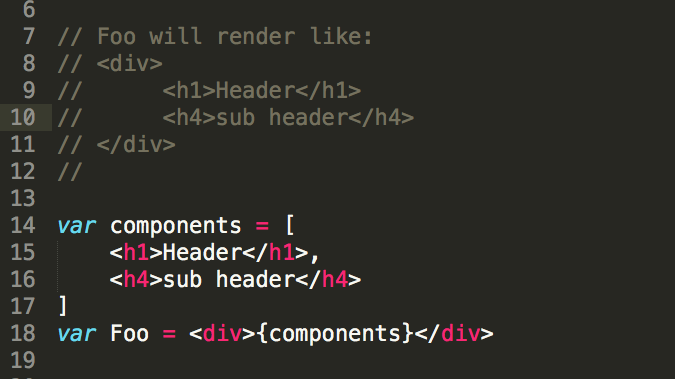 6
7 // Foo will render like:
8 // <div>
9 //      <h1>Header</h1>
10 //      <h4>sub header</h4>
11 // </div>
12 //
13
14 var components = [
15     <h1>Header</h1>,
16     <h4>sub header</h4>
17 ]
18 var Foo = <div>{components}</div>
19